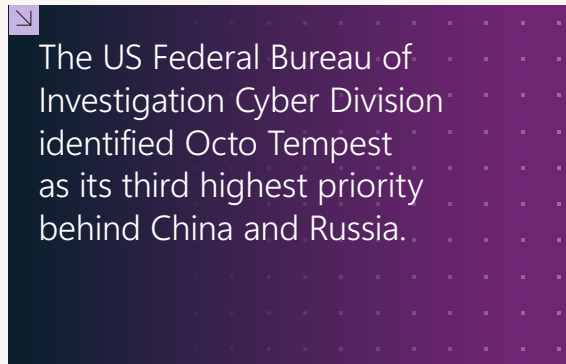 The US Federal Bureau of
Investigation Cyber Division
identified Octo Tempest
as its third highest priority
behind China and Russia.